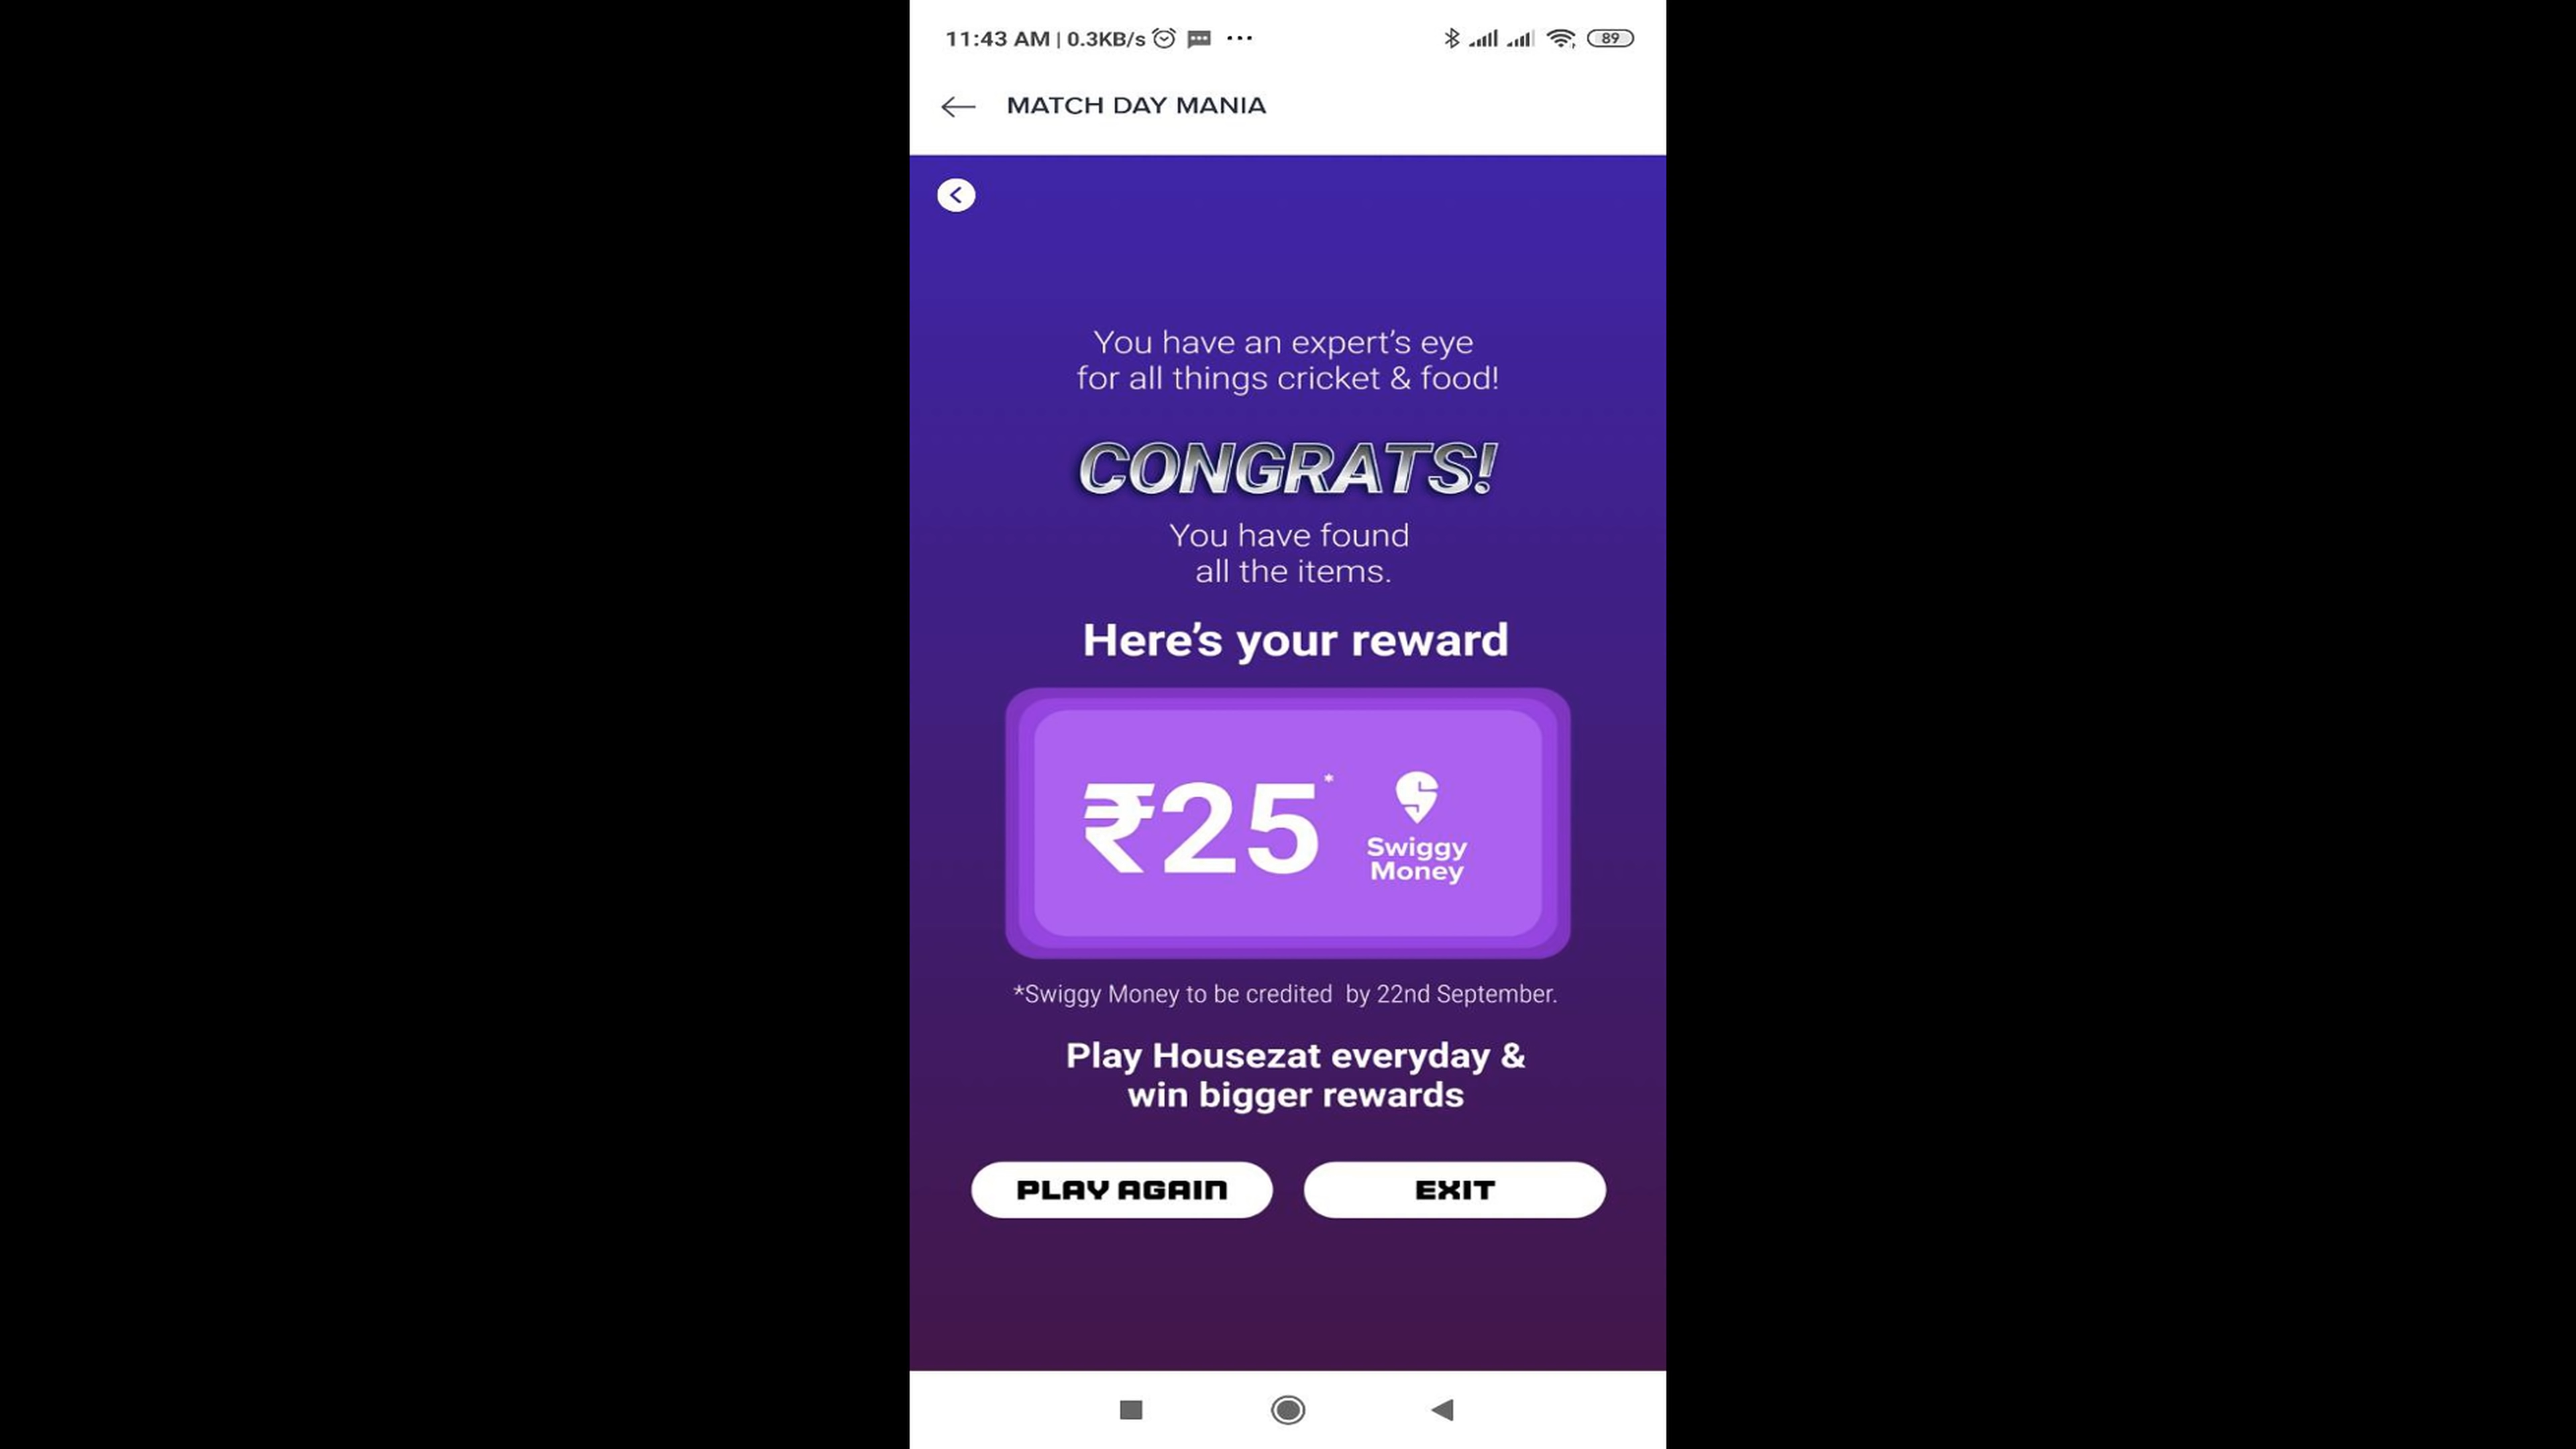 11:43 AM | 0.3KB/s
89
MATCH DAY MANIA
You have an expert’s eye
for all things cricket & food!
CONGRATS!
You have found
all the items.
Here’s your reward
₹25*
Swiggy
Money
*Swiggy Money to be credited by 22nd September.
Play Housezat everyday &
win bigger rewards
PLAY AGAIN
EXIT